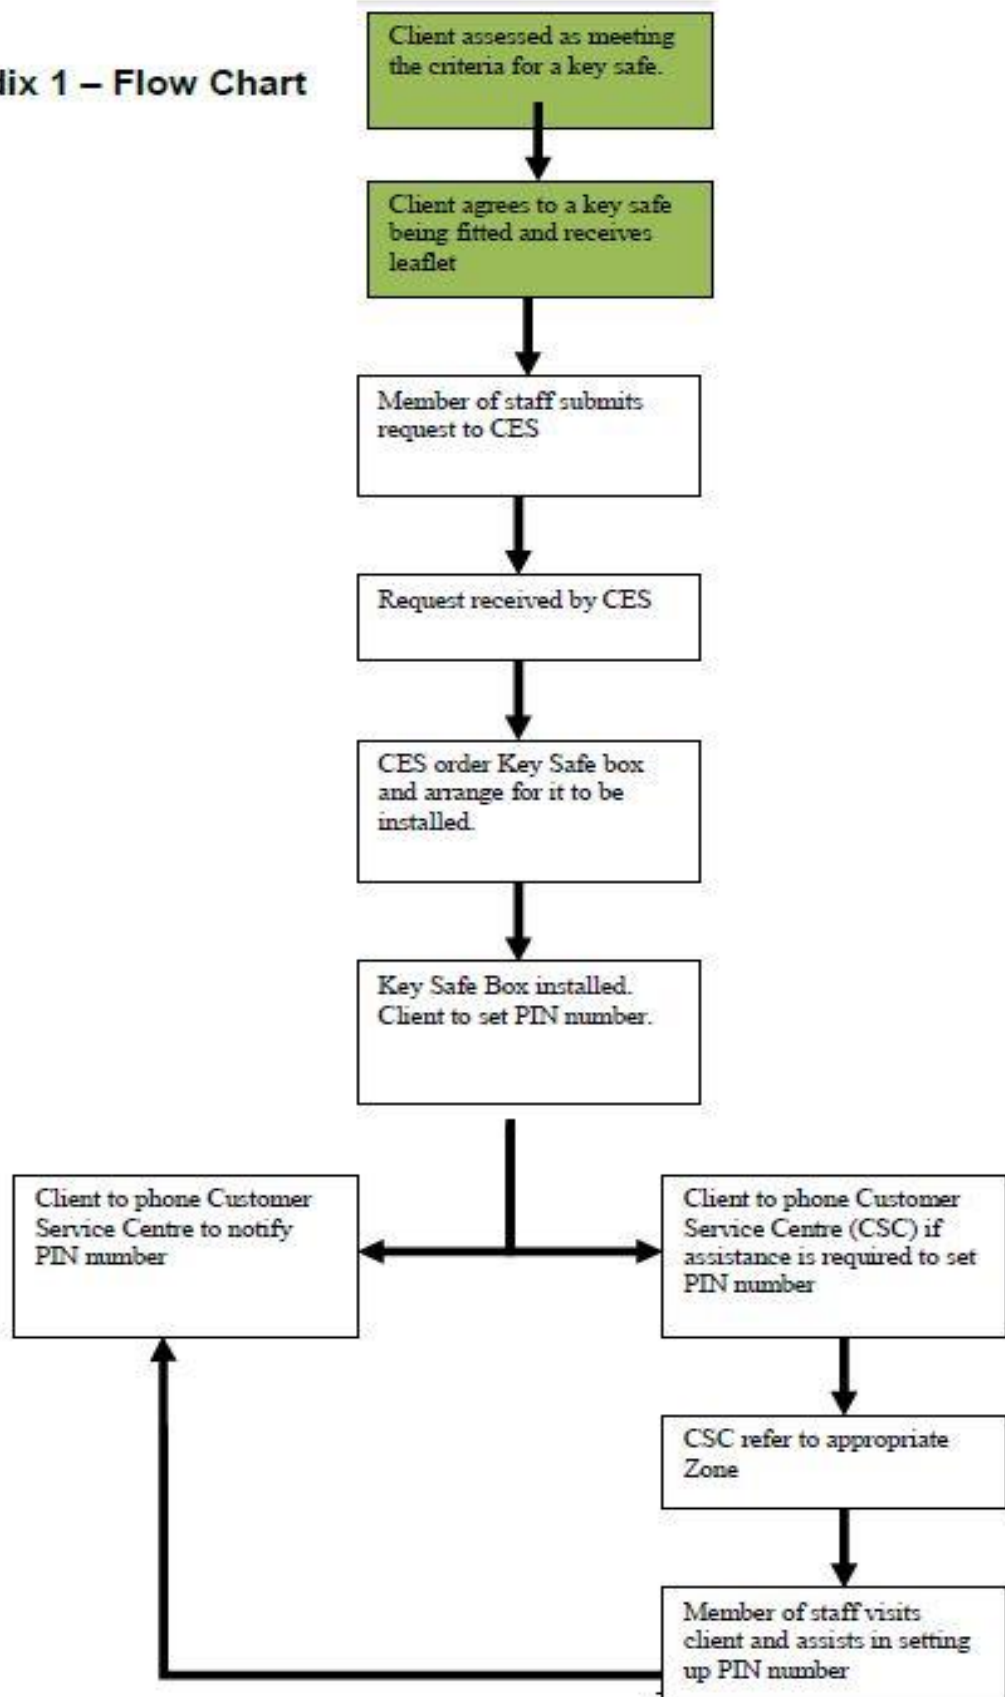 Client assessed as meeting
the criteria for a key safe.
dix 1 – Flow Chart
Client agrees to a key safe
being fitted and receives
leaflet
Member of staff submits
request to CES
Request received by CES
CES order Key Safe box
and arrange for it to be
installed.
Key Safe Box installed.
Client to set PIN number.
Client to phone Customer
Service Centre to notify
PIN number
Client to phone Customer
Service Centre (CSC) if
assistance is required to set
PIN number
CSC refer to appropriate
Zone
Member of staff visits
client and assists in setting
up PIN number